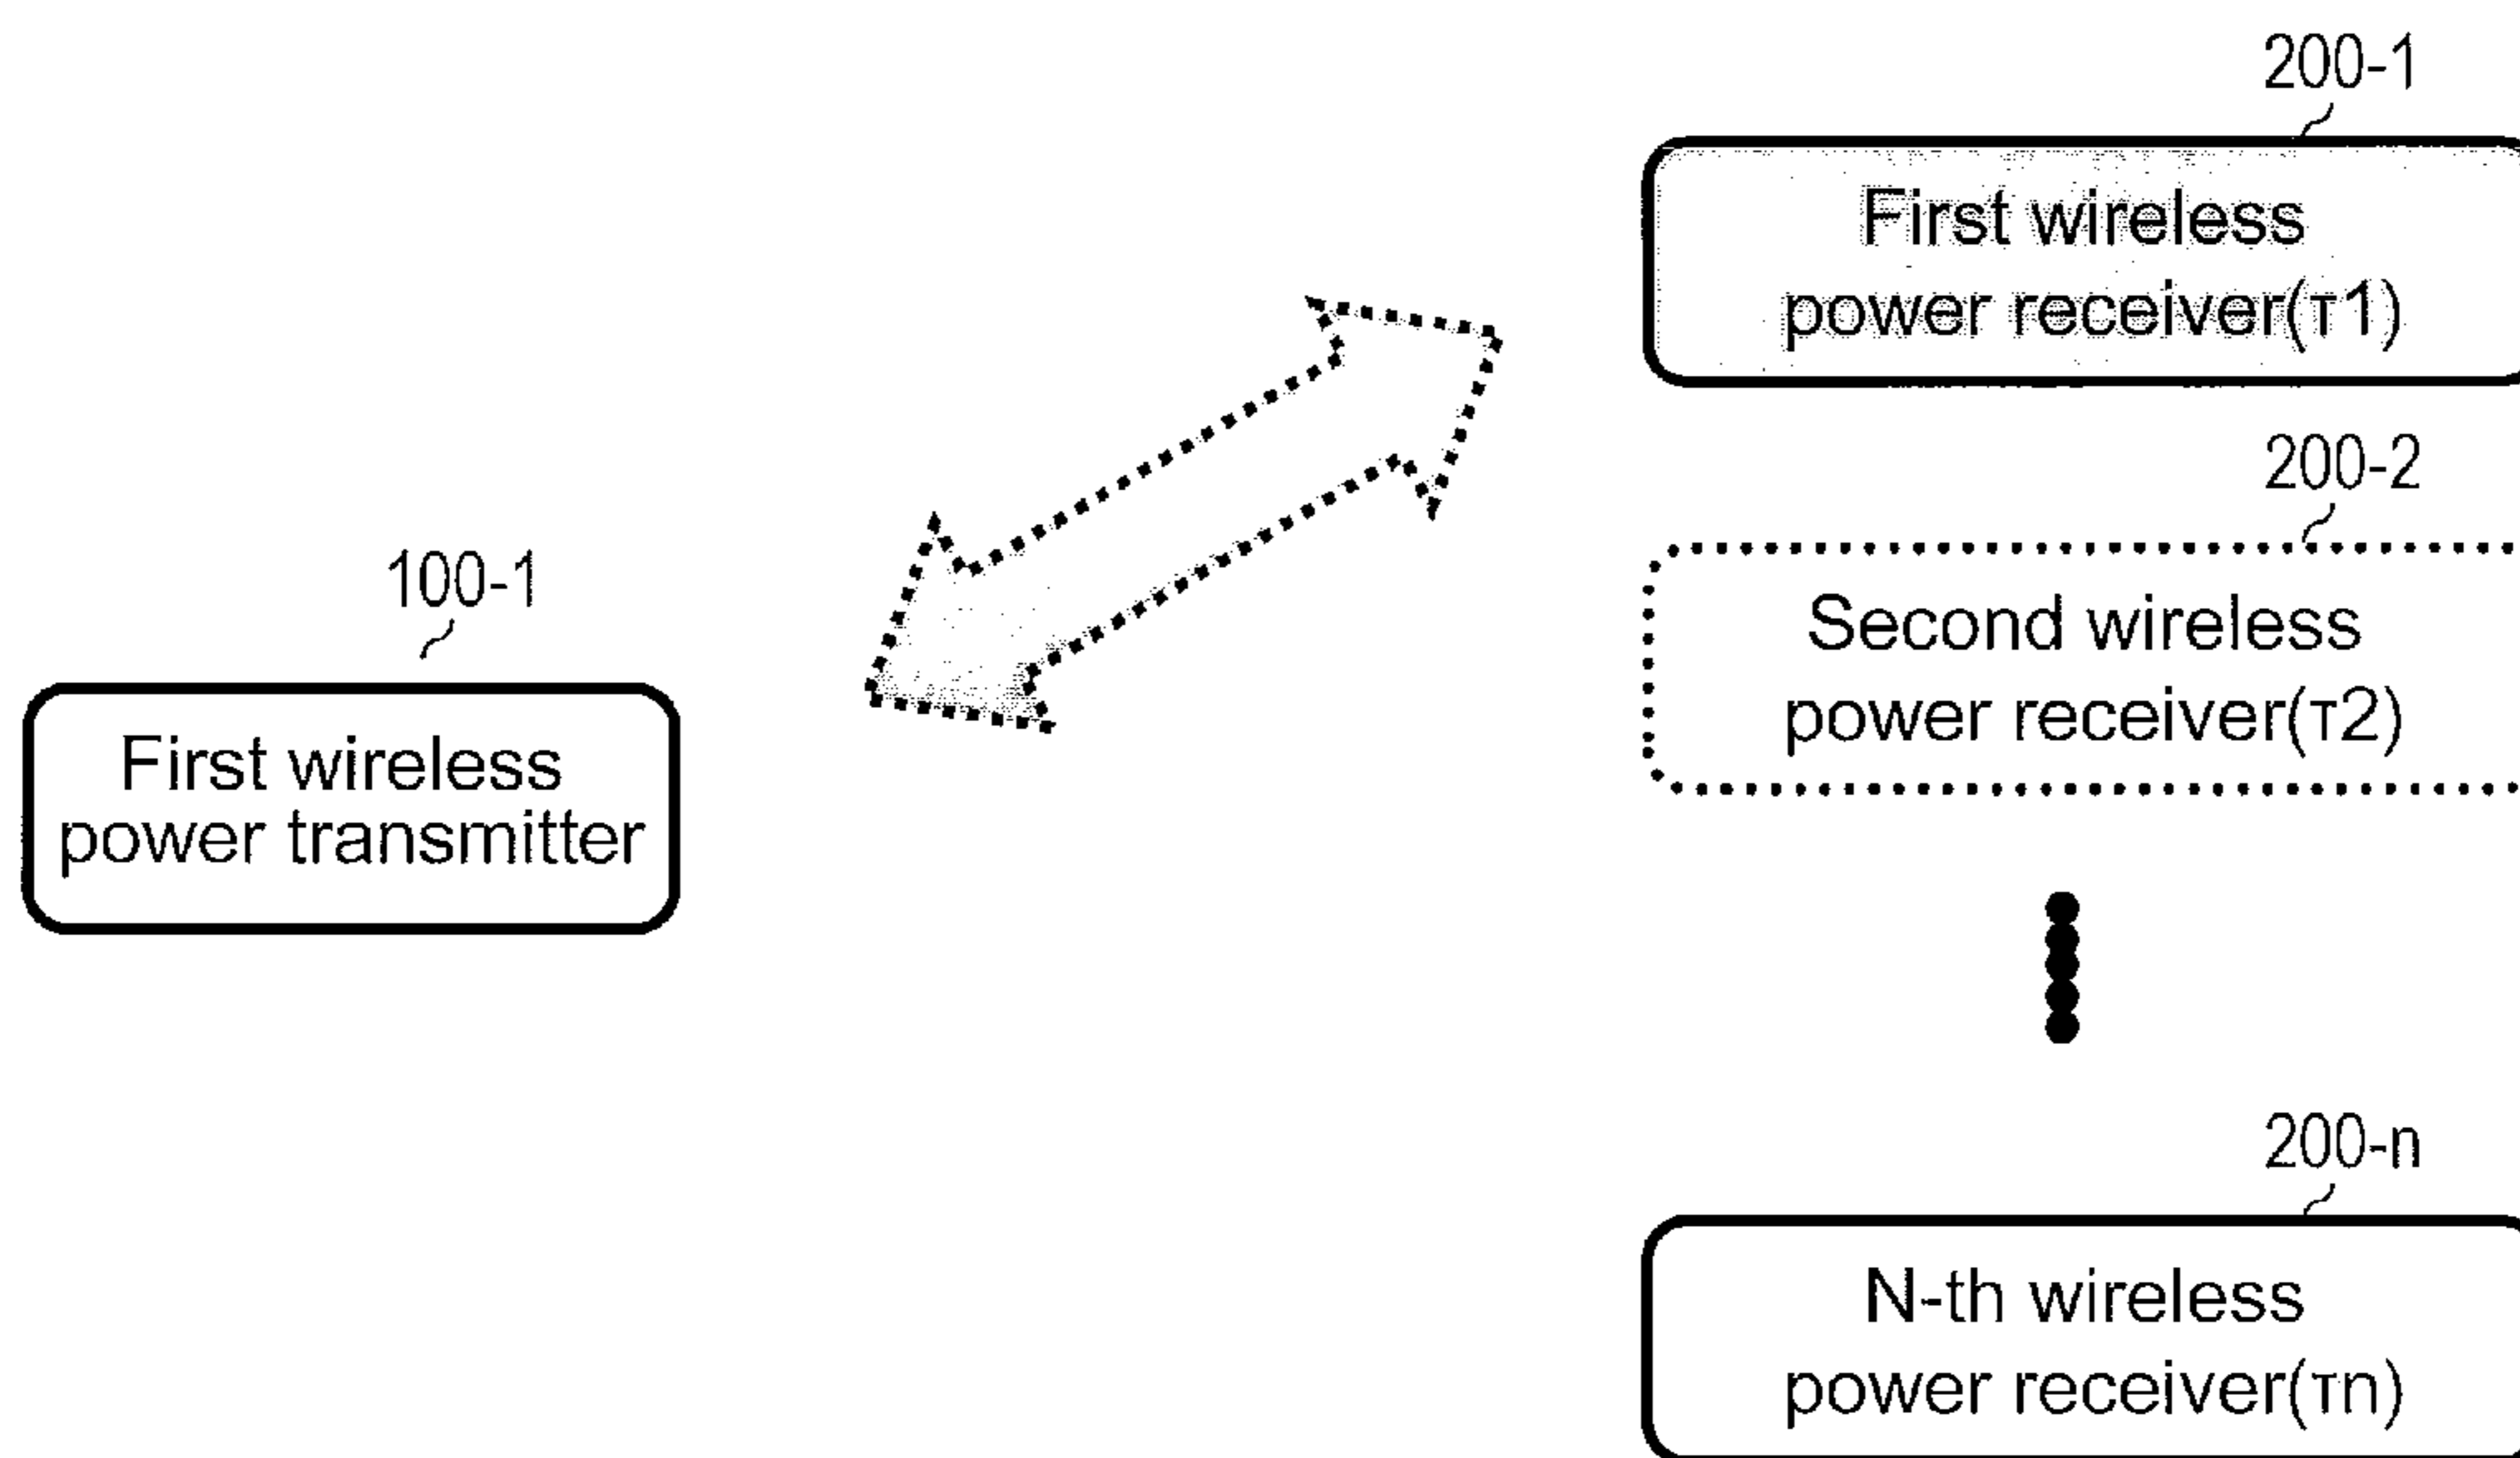 200-1
First wireless
power receiver(τ1)
200-2
Second wireless
power receiver(τ2)
100-1
First wireless
power transmitter
200-n
N-th wireless
power receiver(τn)